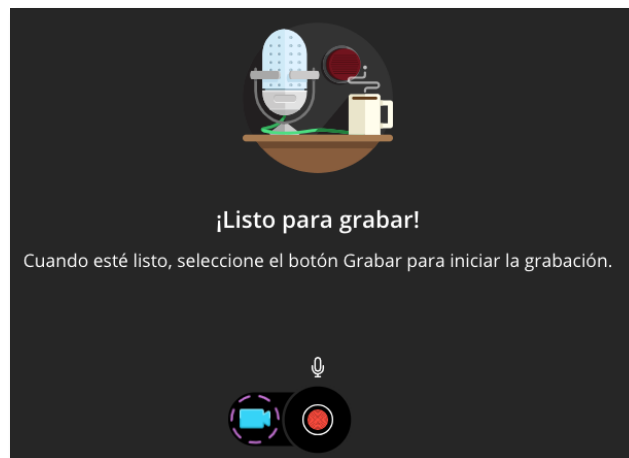 ¡Listo para grabar!
Cuando esté listo, seleccione el botón Grabar para iniciar la grabación.